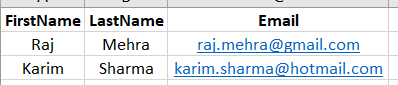 FirstName LastName Email
Raj Mehra raj.mehra@gmail.com
Karim Sharma karim.sharma@hotmail.com